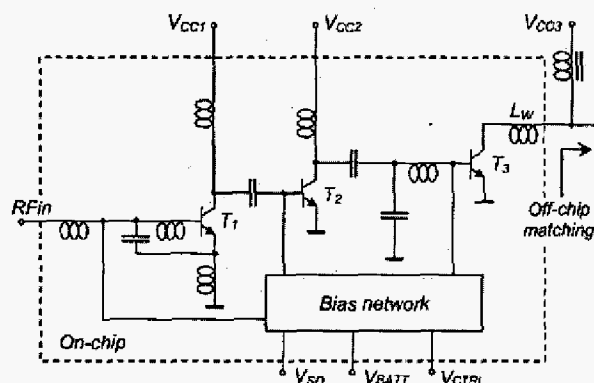 VCC1
VCC2
VCC3
LW
T3
T2
RFin
T1
Off-chip
matching
Bias network
On-chip
VSD
VBATT
VCTRL